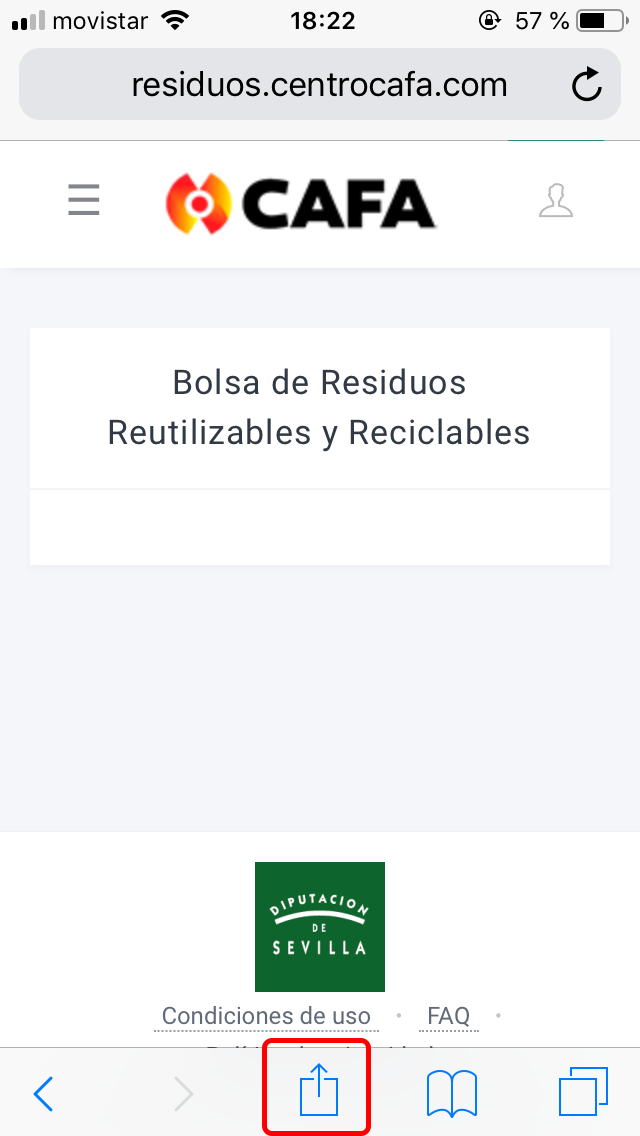 movistar 18:22 57 %
residuos.centrocafa.com
CAFA
Bolsa de Residuos
Reutilizables y Reciclables
DIPUTACION
DE
SEVILLA
Condiciones de uso • FAQ •